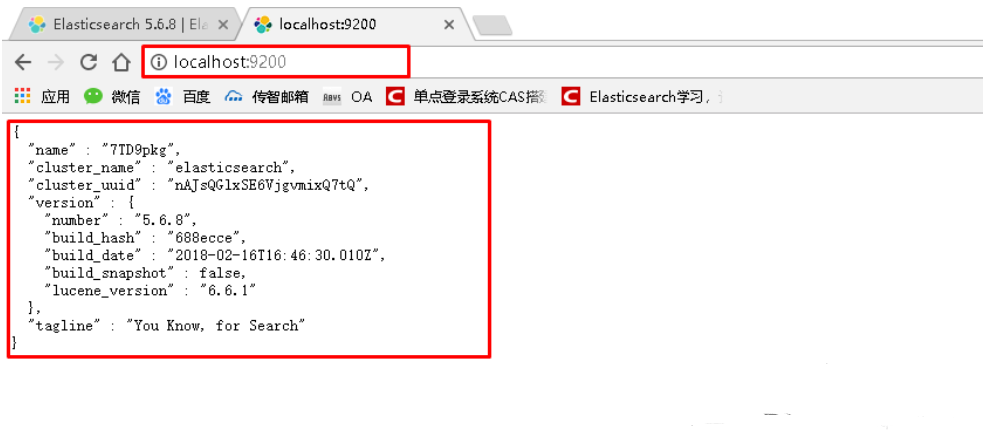 Elasticsearch 5.6.8 | Ela
localhost:9200
localhost:9200
应用 微信 百度 传智邮箱 OA 单点登录系统CAS搭 Elasticsearch学习,
{
"name" : "7TD9pkg",
"cluster_name" : "elasticsearch",
"cluster_uuid" : "nAJsQGlxSE6VjgvmixQ7tQ",
"version" : {
"number" : "5.6.8",
"build_hash" : "688ecce",
"build_date" : "2018-02-16T16:46:30.010Z",
"build_snapshot" : false,
"lucene_version" : "6.6.1"
},
"tagline" : "You Know, for Search"
}